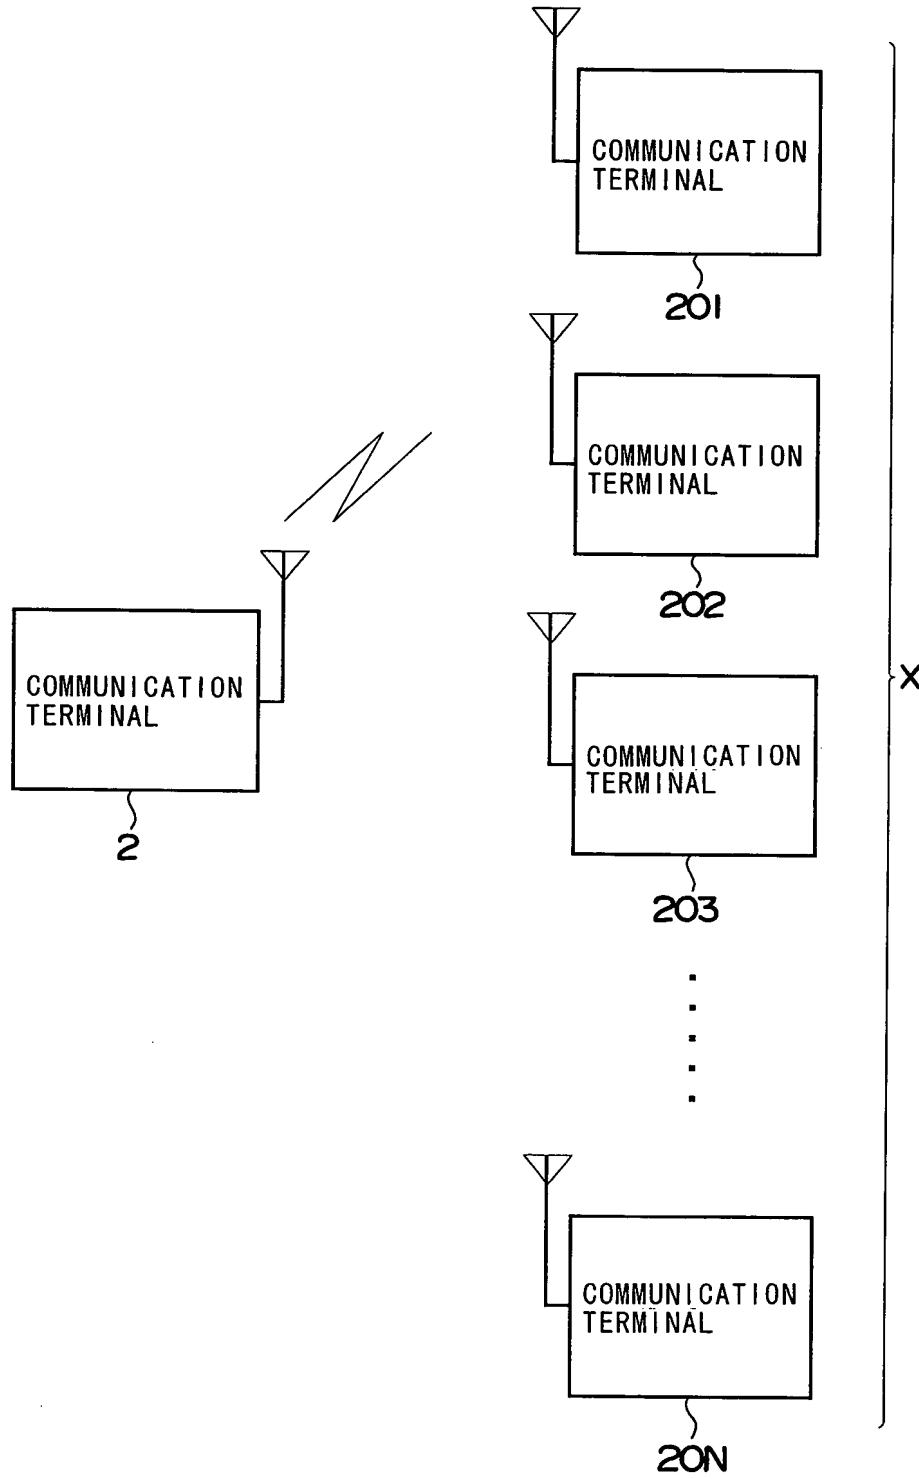 COMMUNICATION
TERMINAL
201
COMMUNICATION
TERMINAL
202
COMMUNICATION
TERMINAL
2
COMMUNICATION
TERMINAL
203
X
COMMUNICATION
TERMINAL
20N